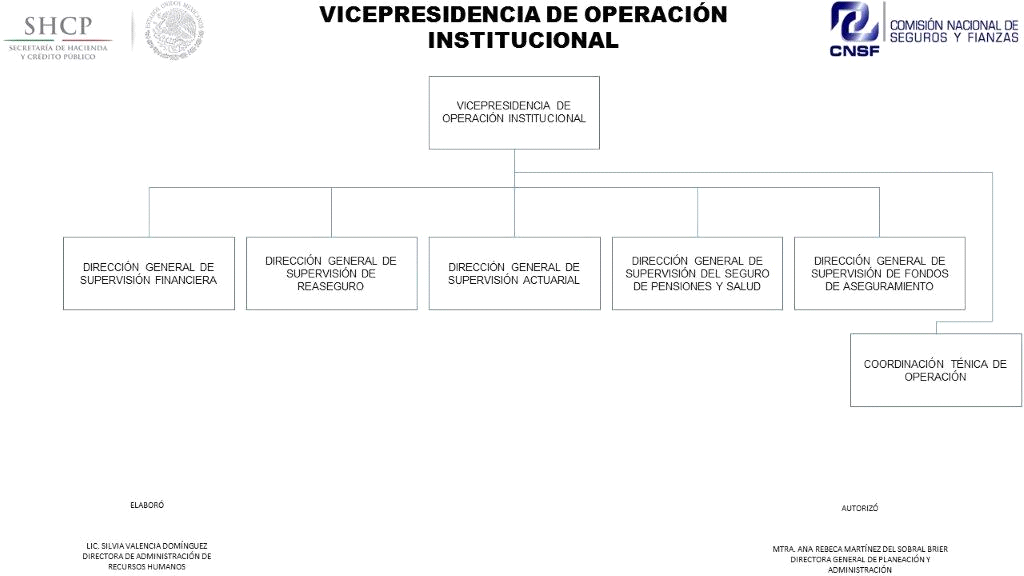 SHCP
SECRETARÍA DE HACIENDA
Y CRÉDITO PÚBLICO
ESTADOS UNIDOS MEXICANOS
VICEPRESIDENCIA DE OPERACIÓN
INSTITUCIONAL
CNSF
COMISIÓN NACIONAL DE
SEGUROS Y FIANZAS
VICEPRESIDENCIA DE
OPERACIÓN INSTITUCIONAL
DIRECCIÓN GENERAL DE
SUPERVISIÓN FINANCIERA
DIRECCIÓN GENERAL DE
SUPERVISIÓN DE
REASEGURO
DIRECCIÓN GENERAL DE
SUPERVISIÓN ACTUARIAL
DIRECCIÓN GENERAL DE
SUPERVISIÓN DEL SEGURO
DE PENSIONES Y SALUD
DIRECCIÓN GENERAL DE
SUPERVISIÓN DE FONDOS
DE ASEGURAMIENTO
COORDINACIÓN TÉNICA DE
OPERACIÓN
ELABORÓ
LIC. SILVIA VALENCIA DOMÍNGUEZ
DIRECTORA DE ADMINISTRACIÓN DE
RECURSOS HUMANOS
AUTORIZÓ
MTRA. ANA REBECA MARTÍNEZ DEL SOBRAL BRIER
DIRECTORA GENERAL DE PLANEACIÓN Y
ADMINISTRACIÓN